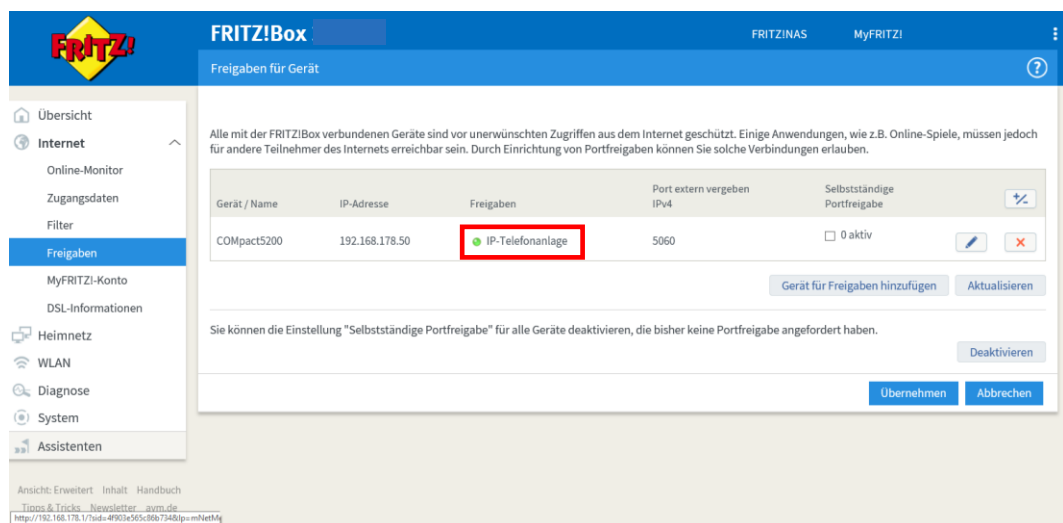 FRITZ!
FRITZ!Box
FRITZ!NAS
MyFRITZ!
Freigaben für Gerät
?
Übersicht
Internet
Online-Monitor
Zugangsdaten
Filter
Freigaben
MyFRITZ!-Konto
DSL-Informationen
Heimnetz
WLAN
Diagnose
System
Assistenten
Ansicht: Erweitert Inhalt Handbuch
Tipps & Tricks Newsletter avm.de
Alle mit der FRITZ!Box verbundenen Geräte sind vor unerwünschten Zugriffen aus dem Internet geschützt. Einige Anwendungen, wie z.B. Online-Spiele, müssen jedoch
für andere Teilnehmer des Internets erreichbar sein. Durch Einrichtung von Portfreigaben können Sie solche Verbindungen erlauben.
Gerät / Name IP-Adresse Freigaben Port extern vergeben IPv4 Selbstständige Portfreigabe
COMpact5200 192.168.178.50 IP-Telefonanlage 5060 0 aktiv
Gerät für Freigaben hinzufügen Aktualisieren
Sie können die Einstellung "Selbstständige Portfreigabe" für alle Geräte deaktivieren, die bisher keine Portfreigabe angefordert haben.
Deaktivieren
Übernehmen Abbrechen